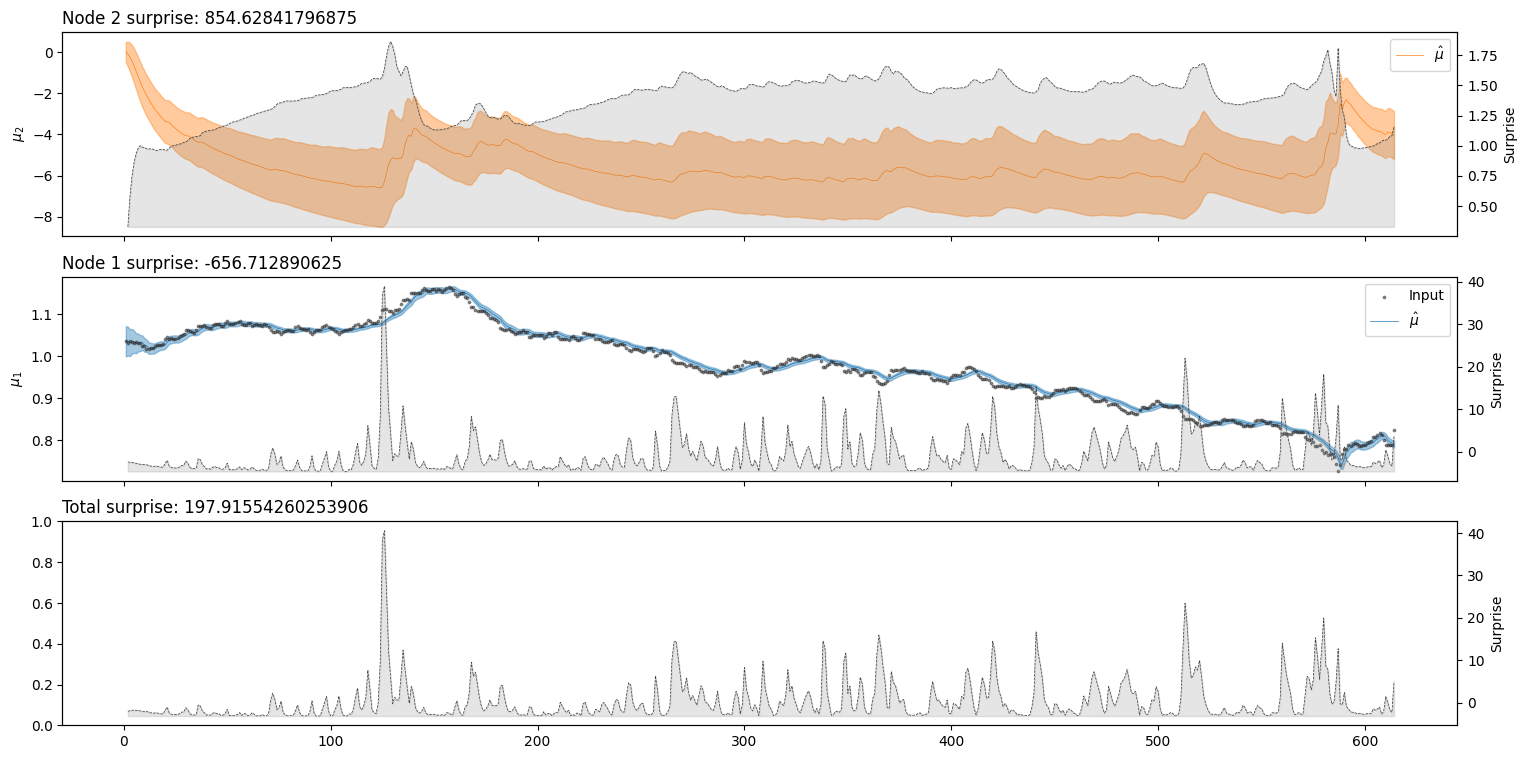 Node 2 surprise: 854.62841796875
0
−2
−4
−6
−8
μ2
μ̂
1.75
1.50
1.25
1.00
0.75
0.50
Surprise
Node 1 surprise: -656.712890625
1.1
1.0
0.9
0.8
μ1
Input
μ̂
40
30
20
10
0
Surprise
Total surprise: 197.91554260253906
1.0
0.8
0.6
0.4
0.2
0.0
40
30
20
10
0
Surprise
0 100 200 300 400 500 600